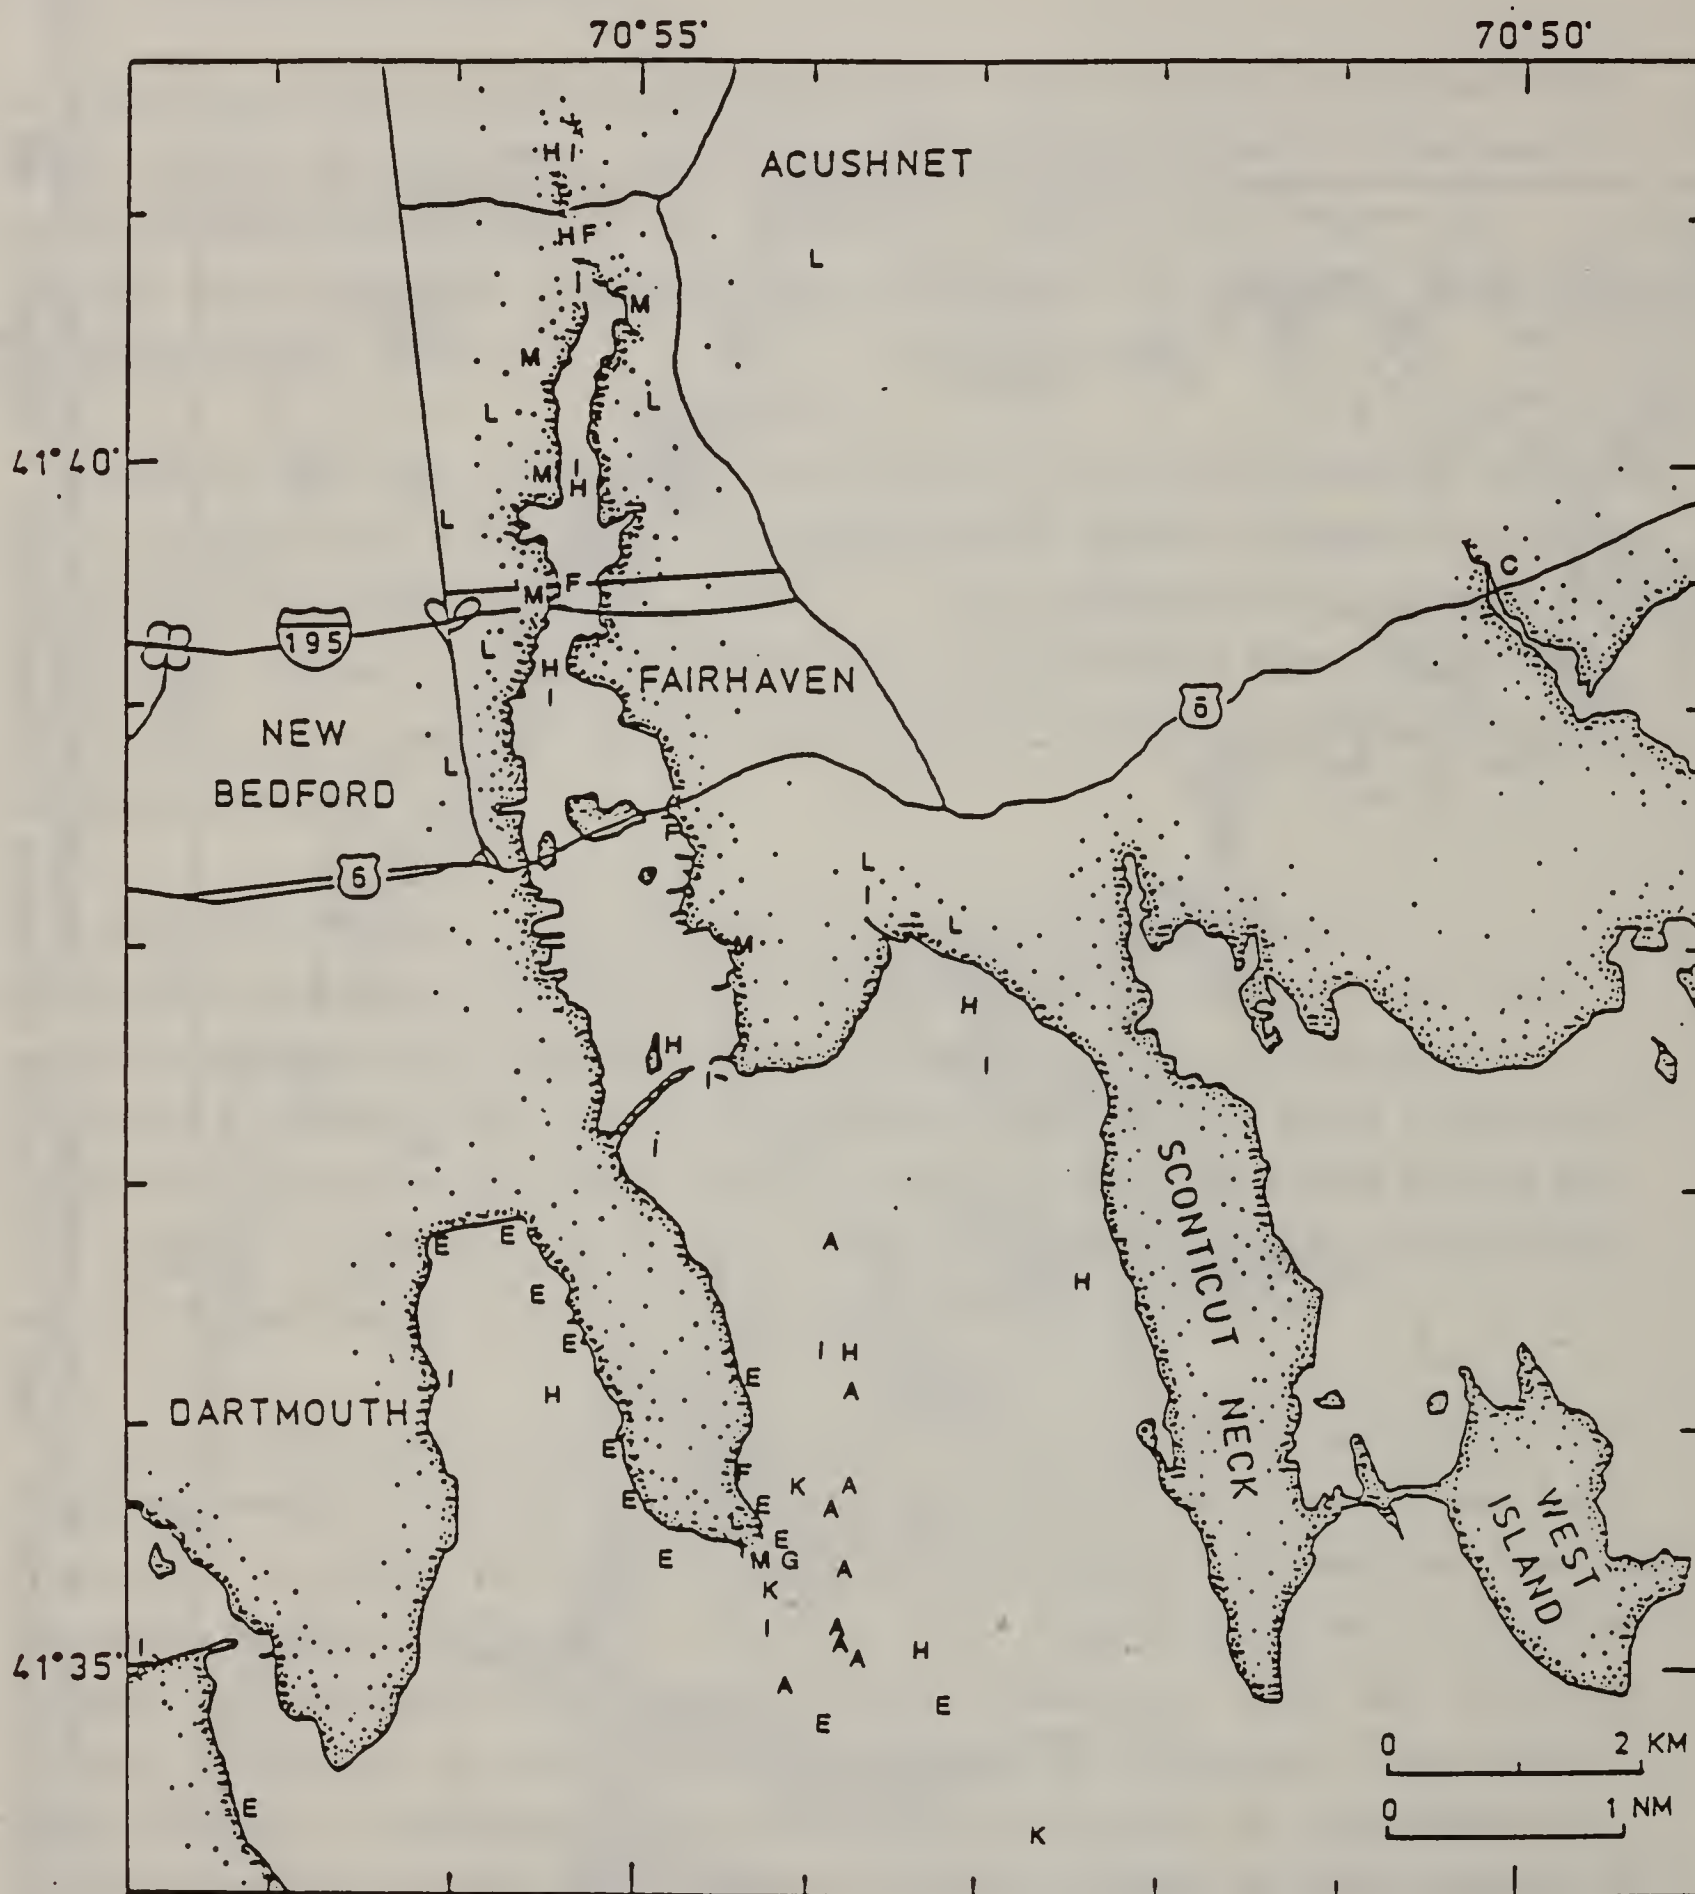 70°55' 70°50'
H I
ACUSHNET
H F
L
I
M
M
L L
41°40'
M I
H
L
C
F
M
195
L
H
FAIRHAVEN
I
6
NEW
L
BEDFORD
F
L
6
I
L
M
H
H
I
I
i
SCONTICUT NECK
A
E E
H
E
E
I H
E
I
A
H
DARTMOUTH
E
K A
E
E
A
WEST
ISLAND
E
E
M G
A
K
I
A
A
H
A
41°35'
A
E
E
0 2 KM
0 1 NM
E
K